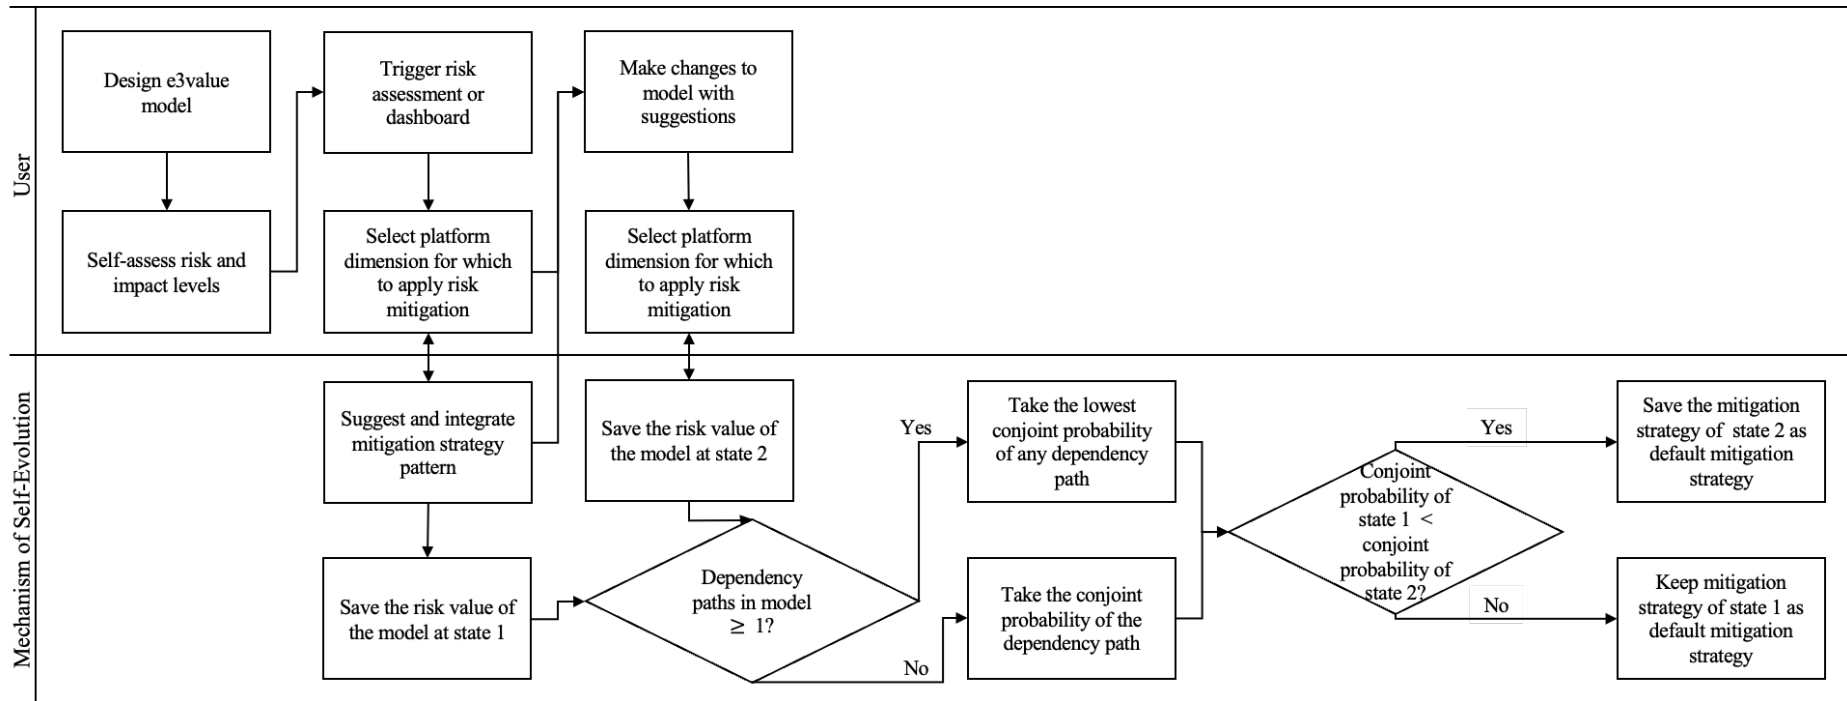 User
Design e3value
model
Trigger risk
assessment or
dashboard
Make changes to
model with
suggestions
Self-assess risk and
impact levels
Select platform
dimension for which
to apply risk
mitigation
Select platform
dimension for which
to apply risk
mitigation
Mechanism of Self-Evolution
Suggest and integrate
mitigation strategy
pattern
Save the risk value of
the model at state 2
Save the risk value of
the model at state 1
Dependency
paths in model
≥ 1?
Yes
No
Take the lowest
conjoint probability
of any dependency
path
Take the conjoint
probability of the
dependency path
Conjoint
probability of
state 1 <
conjoint
probability of
state 2?
Yes
No
Save the mitigation
strategy of state 2 as
default mitigation
strategy
Keep mitigation
strategy of state 1 as
default mitigation
strategy